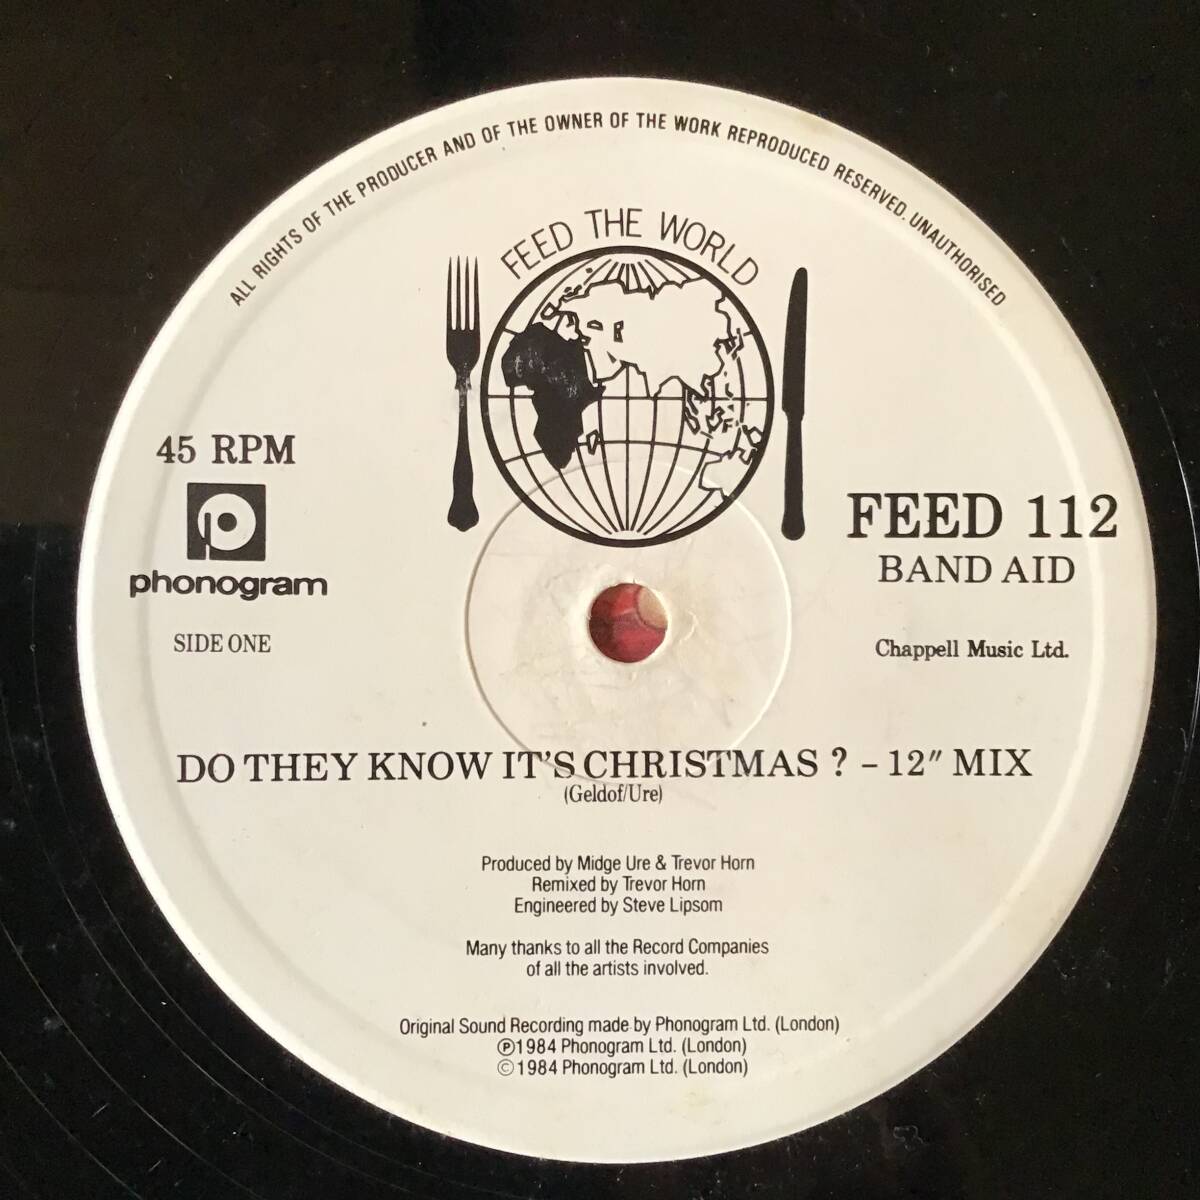 ALL RIGHTS OF THE PRODUCER AND OF THE OWNER OF THE WORK REPRODUCED RESERVED. UNAUTHORISED
FEED THE WORLD
45 RPM
phonogram
SIDE ONE
FEED 112
BAND AID
Chappell Music Ltd.
DO THEY KNOW IT'S CHRISTMAS ? – 12" MIX
(Geldof/Ure)
Produced by Midge Ure & Trevor Horn
Remixed by Trevor Horn
Engineered by Steve Lipsom
Many thanks to all the Record Companies
of all the artists involved.
Original Sound Recording made by Phonogram Ltd. (London)
℗1984 Phonogram Ltd. (London)
©1984 Phonogram Ltd. (London)